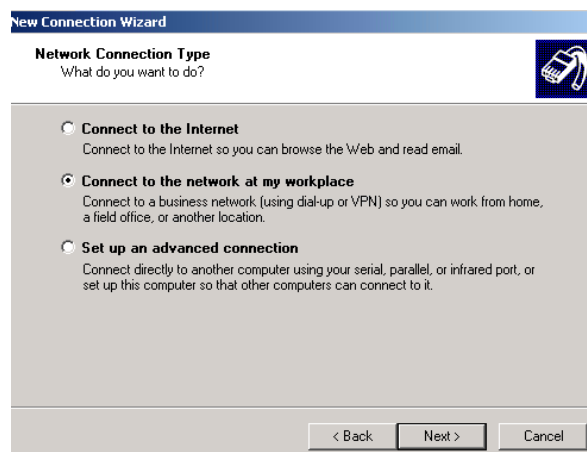 New Connection Wizard
Network Connection Type
What do you want to do?
Connect to the Internet
Connect to the Internet so you can browse the Web and read email.
Connect to the network at my workplace
Connect to a business network (using dial-up or VPN) so you can work from home,
a field office, or another location.
Set up an advanced connection
Connect directly to another computer using your serial, parallel, or infrared port, or
set up this computer so that other computers can connect to it.
< Back
Next >
Cancel